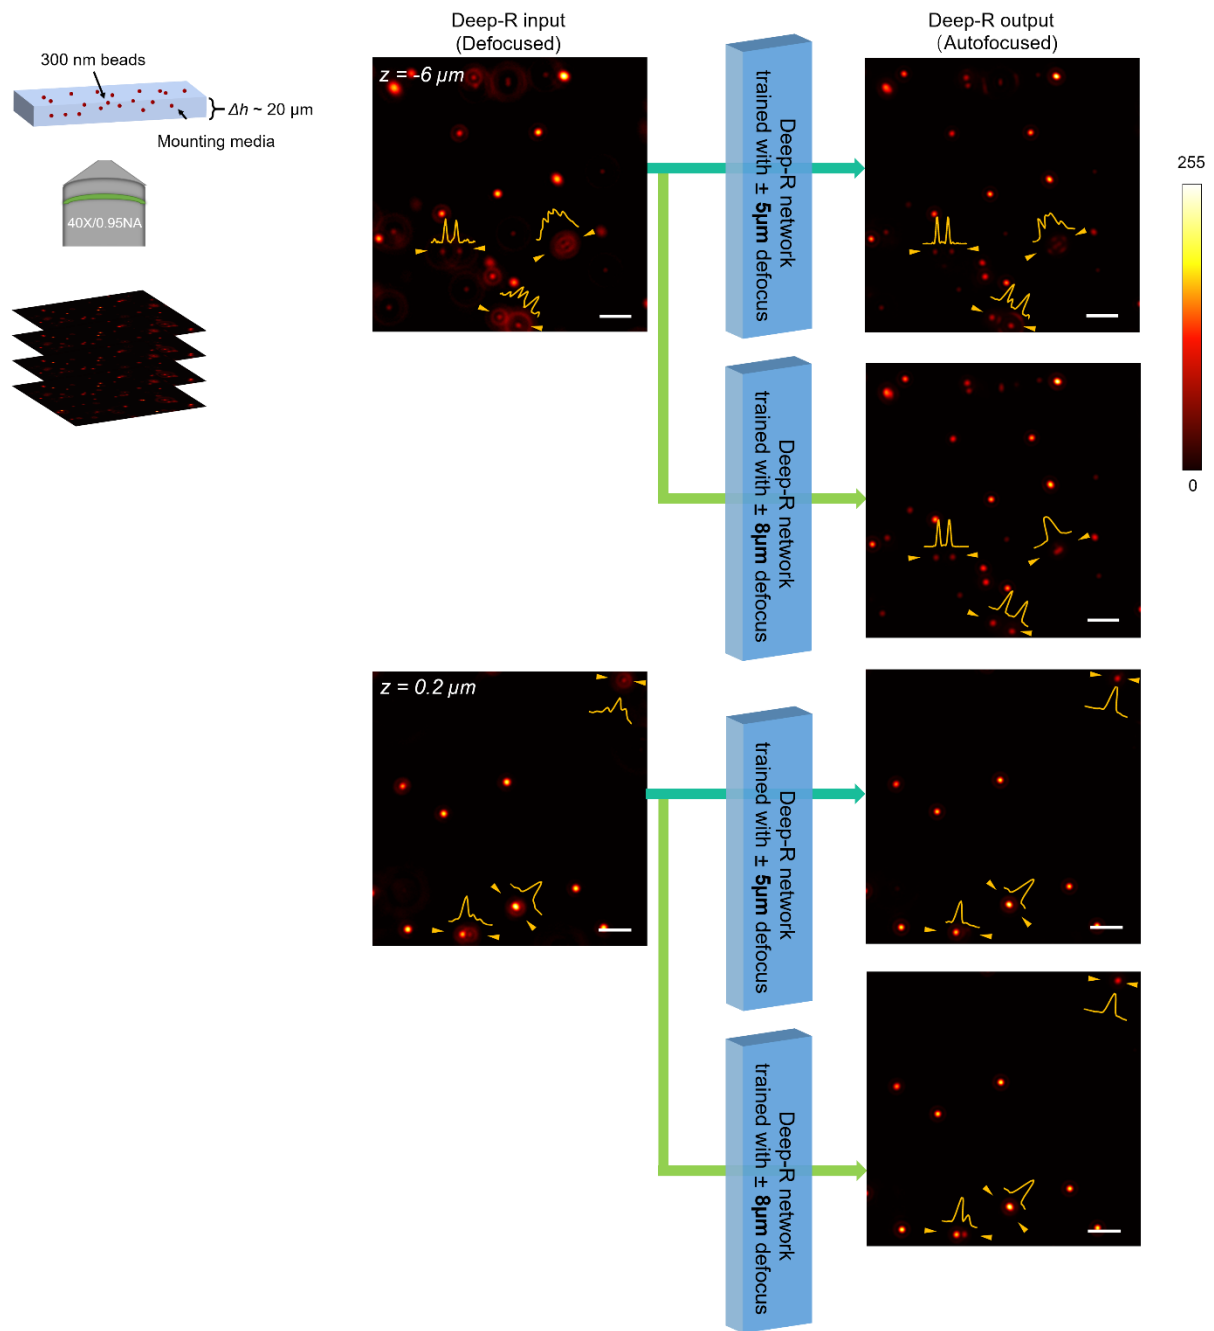 Deep-R input
(Defocused)
Deep-R output
(Autofocused)
300 nm beads
Δh ~ 20 µm
Mounting media
40X/0.95NA
z = -6 µm
Deep-R network
trained with ± 5µm defocus
255
0
Deep-R network
trained with ± 8µm defocus
z = 0.2 µm
Deep-R network
trained with ± 5µm defocus
Deep-R network
trained with ± 8µm defocus